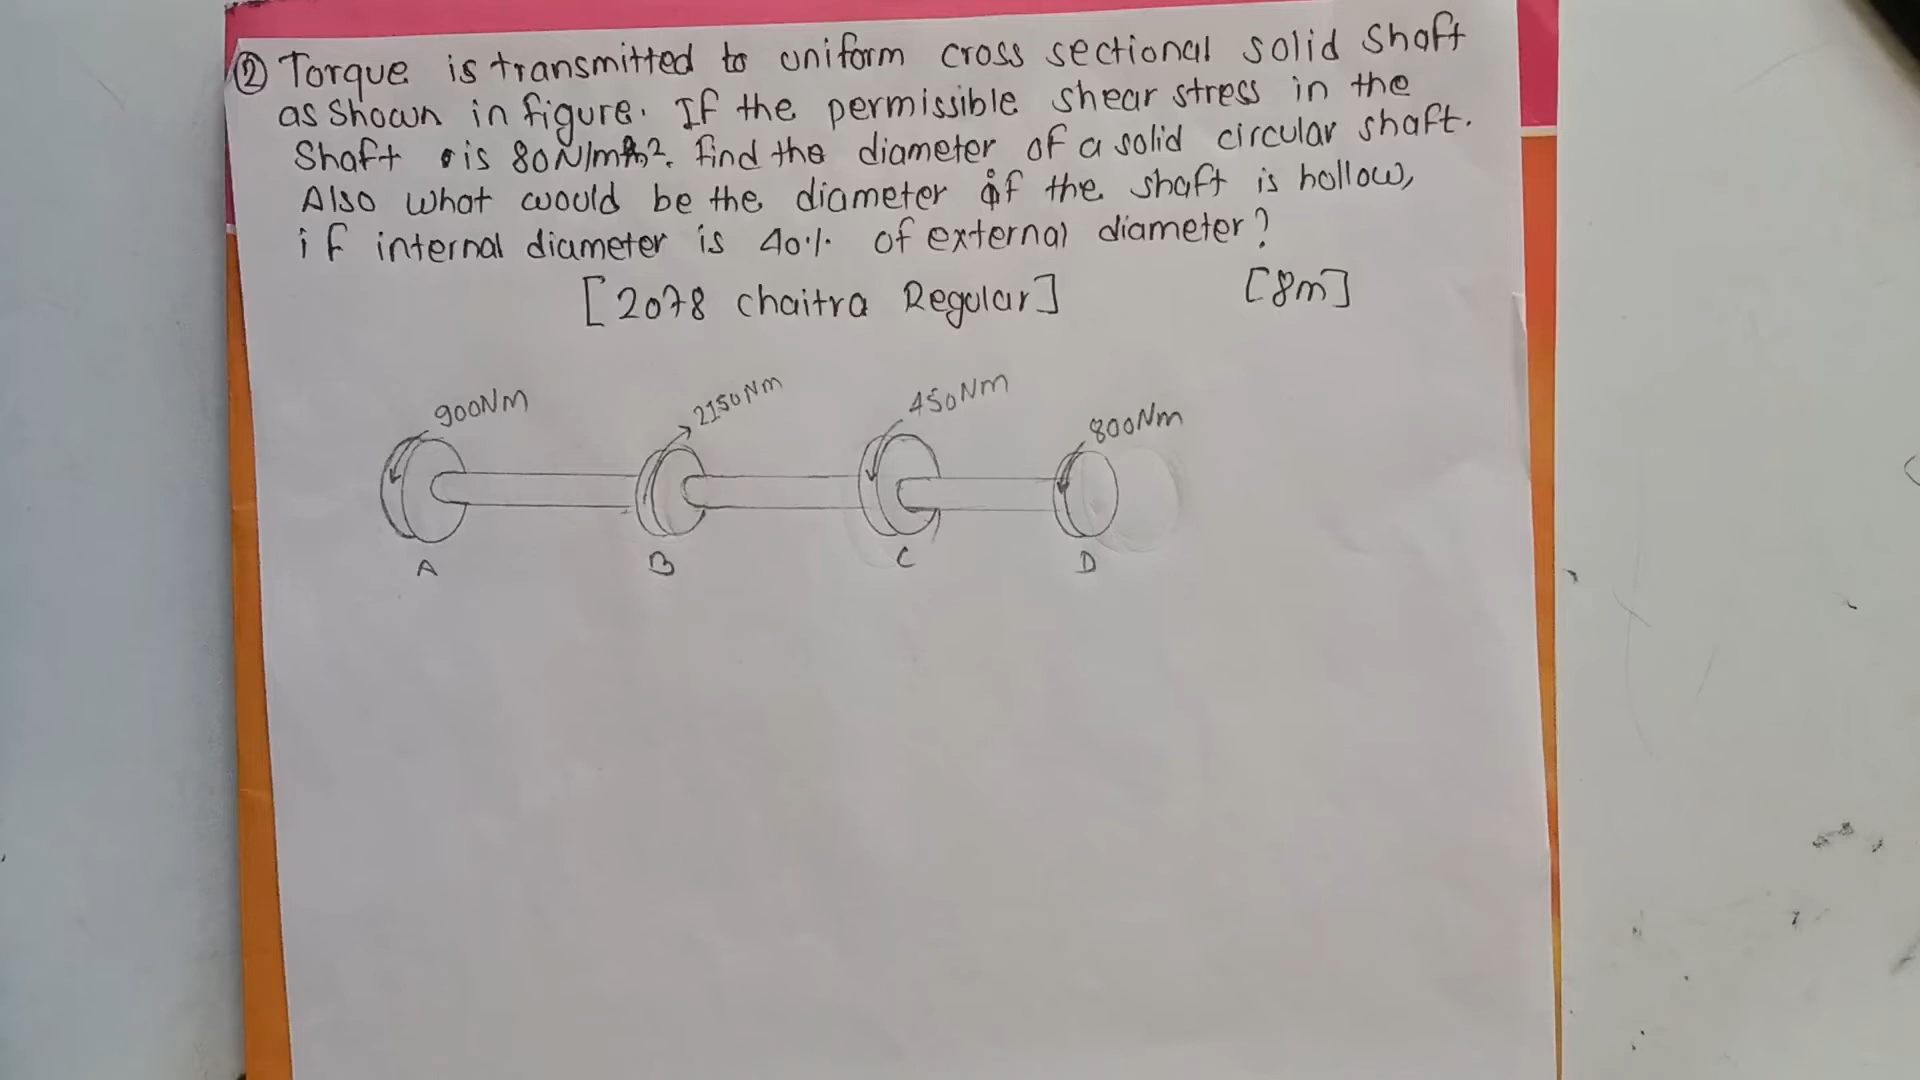 ② Torque is transmitted to uniform cross sectional solid shaft
as shown in figure. If the permissible shear stress in the
Shaft is 80N/mm². find the diameter of a solid circular shaft.
Also what would be the diameter if the shaft is hollow,
if internal diameter is 40% of external diameter?
[2078 chaitra Regular] [8m]
900Nm 2150Nm 450Nm 800Nm
A B C D